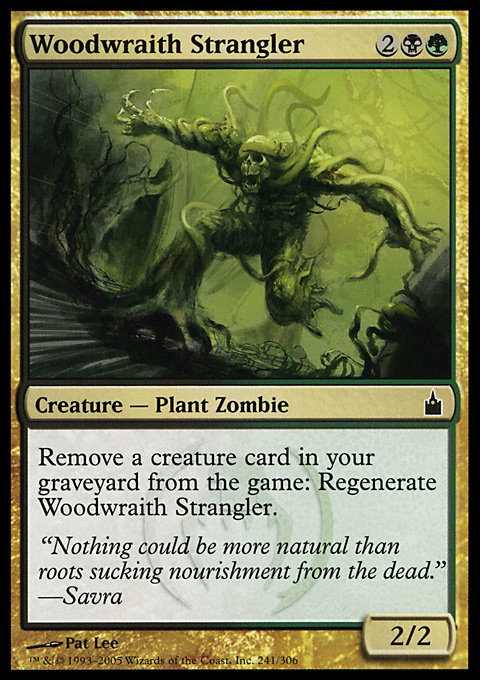 Woodwraith Strangler 2
Creature — Plant Zombie
Remove a creature card in your
graveyard from the game: Regenerate
Woodwraith Strangler.
“Nothing could be more natural than
roots sucking nourishment from the dead.”
—Savra
Pat Lee
2/2
™ & © 1993–2005 Wizards of the Coast, Inc. 241/306